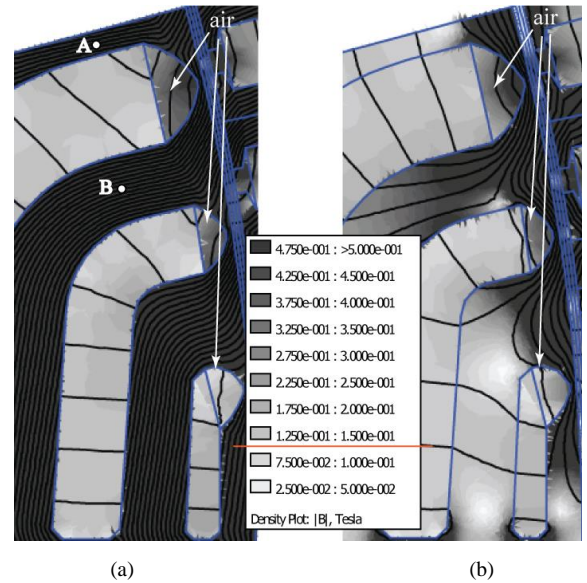 air
air
A
B
4.750e-001 : >5.000e-001
4.250e-001 : 4.500e-001
3.750e-001 : 4.000e-001
3.250e-001 : 3.500e-001
2.750e-001 : 3.000e-001
2.250e-001 : 2.500e-001
1.750e-001 : 2.000e-001
1.250e-001 : 1.500e-001
7.500e-002 : 1.000e-001
2.500e-002 : 5.000e-002
Density Plot: |B|, Tesla
(a)
(b)